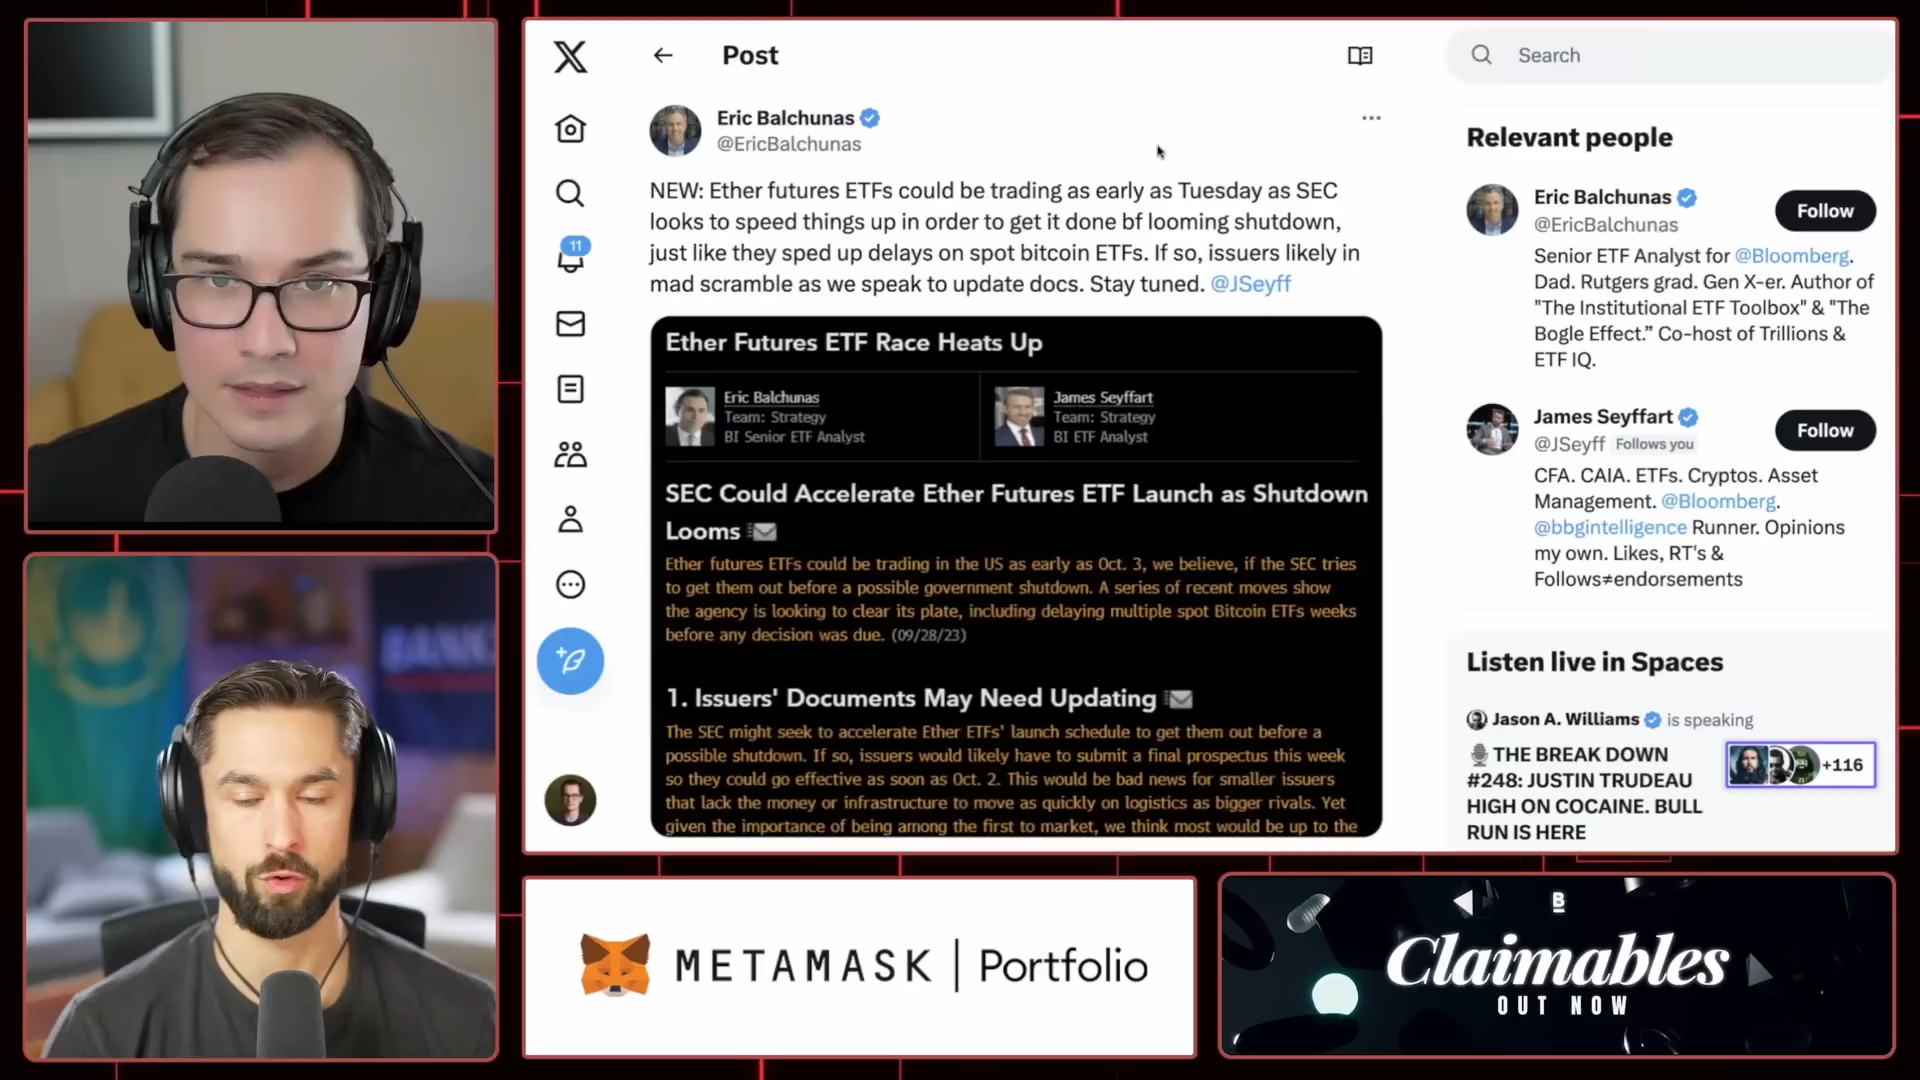 Post
Search
Eric Balchunas
@EricBalchunas
NEW: Ether futures ETFs could be trading as early as Tuesday as SEC
looks to speed things up in order to get it done bf looming shutdown,
just like they sped up delays on spot bitcoin ETFs. If so, issuers likely in
mad scramble as we speak to update docs. Stay tuned. @JSeyff
11
Ether Futures ETF Race Heats Up
Eric Balchunas
Team: Strategy
BI Senior ETF Analyst
James Seyffart
Team: Strategy
BI ETF Analyst
SEC Could Accelerate Ether Futures ETF Launch as Shutdown
Looms
Ether futures ETFs could be trading in the US as early as Oct. 3, we believe, if the SEC tries
to get them out before a possible government shutdown. A series of recent moves show
the agency is looking to clear its plate, including delaying multiple spot Bitcoin ETFs weeks
before any decision was due. (09/28/23)
1. Issuers' Documents May Need Updating
The SEC might seek to accelerate Ether ETFs' launch schedule to get them out before a
possible shutdown. If so, issuers would likely have to submit a final prospectus this week
so they could go effective as soon as Oct. 2. This would be bad news for smaller issuers
that lack the money or infrastructure to move as quickly on logistics as bigger rivals. Yet
given the importance of being among the first to market, we think most would be up to the
Relevant people
Eric Balchunas
@EricBalchunas
Follow
Senior ETF Analyst for @Bloomberg.
Dad. Rutgers grad. Gen X-er. Author of
"The Institutional ETF Toolbox" & "The
Bogle Effect.” Co-host of Trillions &
ETF IQ.
James Seyffart
@JSeyff Follows you
Follow
CFA. CAIA. ETFs. Cryptos. Asset
Management. @Bloomberg.
@bbgintelligence Runner. Opinions
my own. Likes, RT's &
Follows≠endorsements
Listen live in Spaces
Jason A. Williams is speaking
THE BREAK DOWN
#248: JUSTIN TRUDEAU
HIGH ON COCAINE. BULL
RUN IS HERE
+116
METAMASK | Portfolio
B
Claimables
OUT NOW